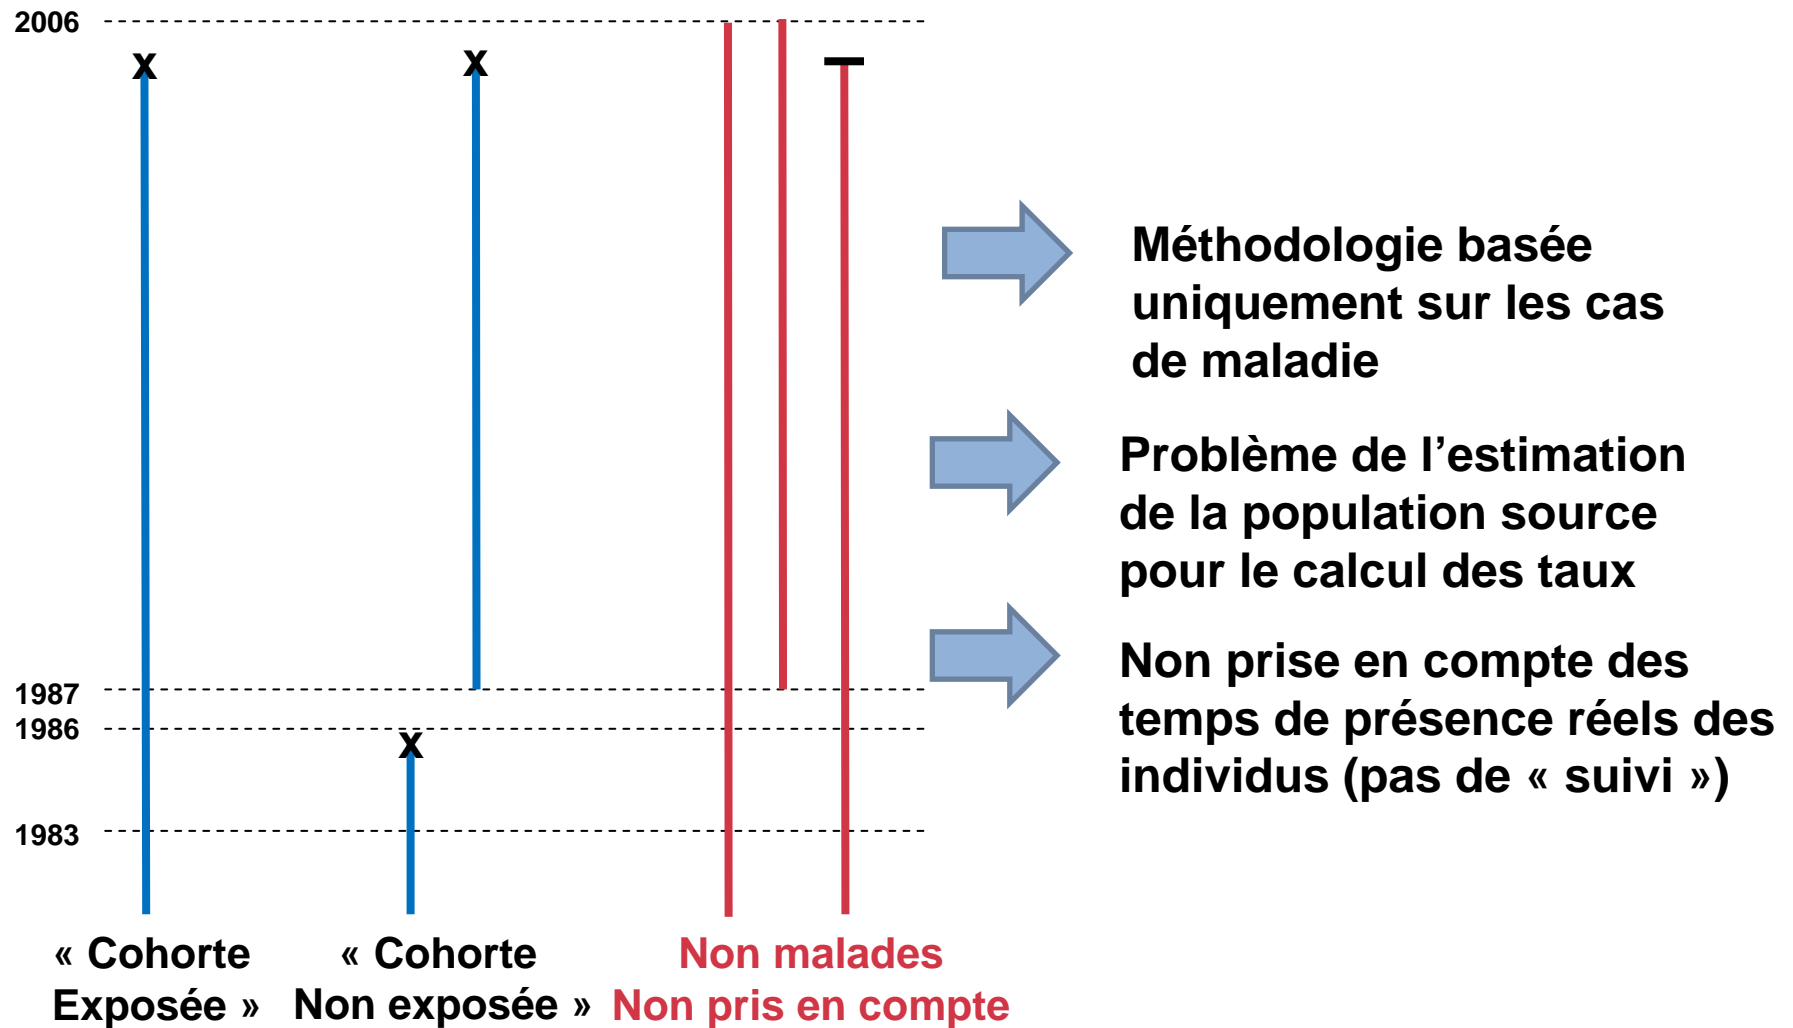 2006
x
x
Méthodologie basée
uniquement sur les cas
de maladie
Problème de l'estimation
de la population source
pour le calcul des taux
Non prise en compte des
temps de présence réels des
individus (pas de « suivi »)
1987
1986
x
1983
« Cohorte
Exposée »
« Cohorte
Non exposée »
Non malades
Non pris en compte